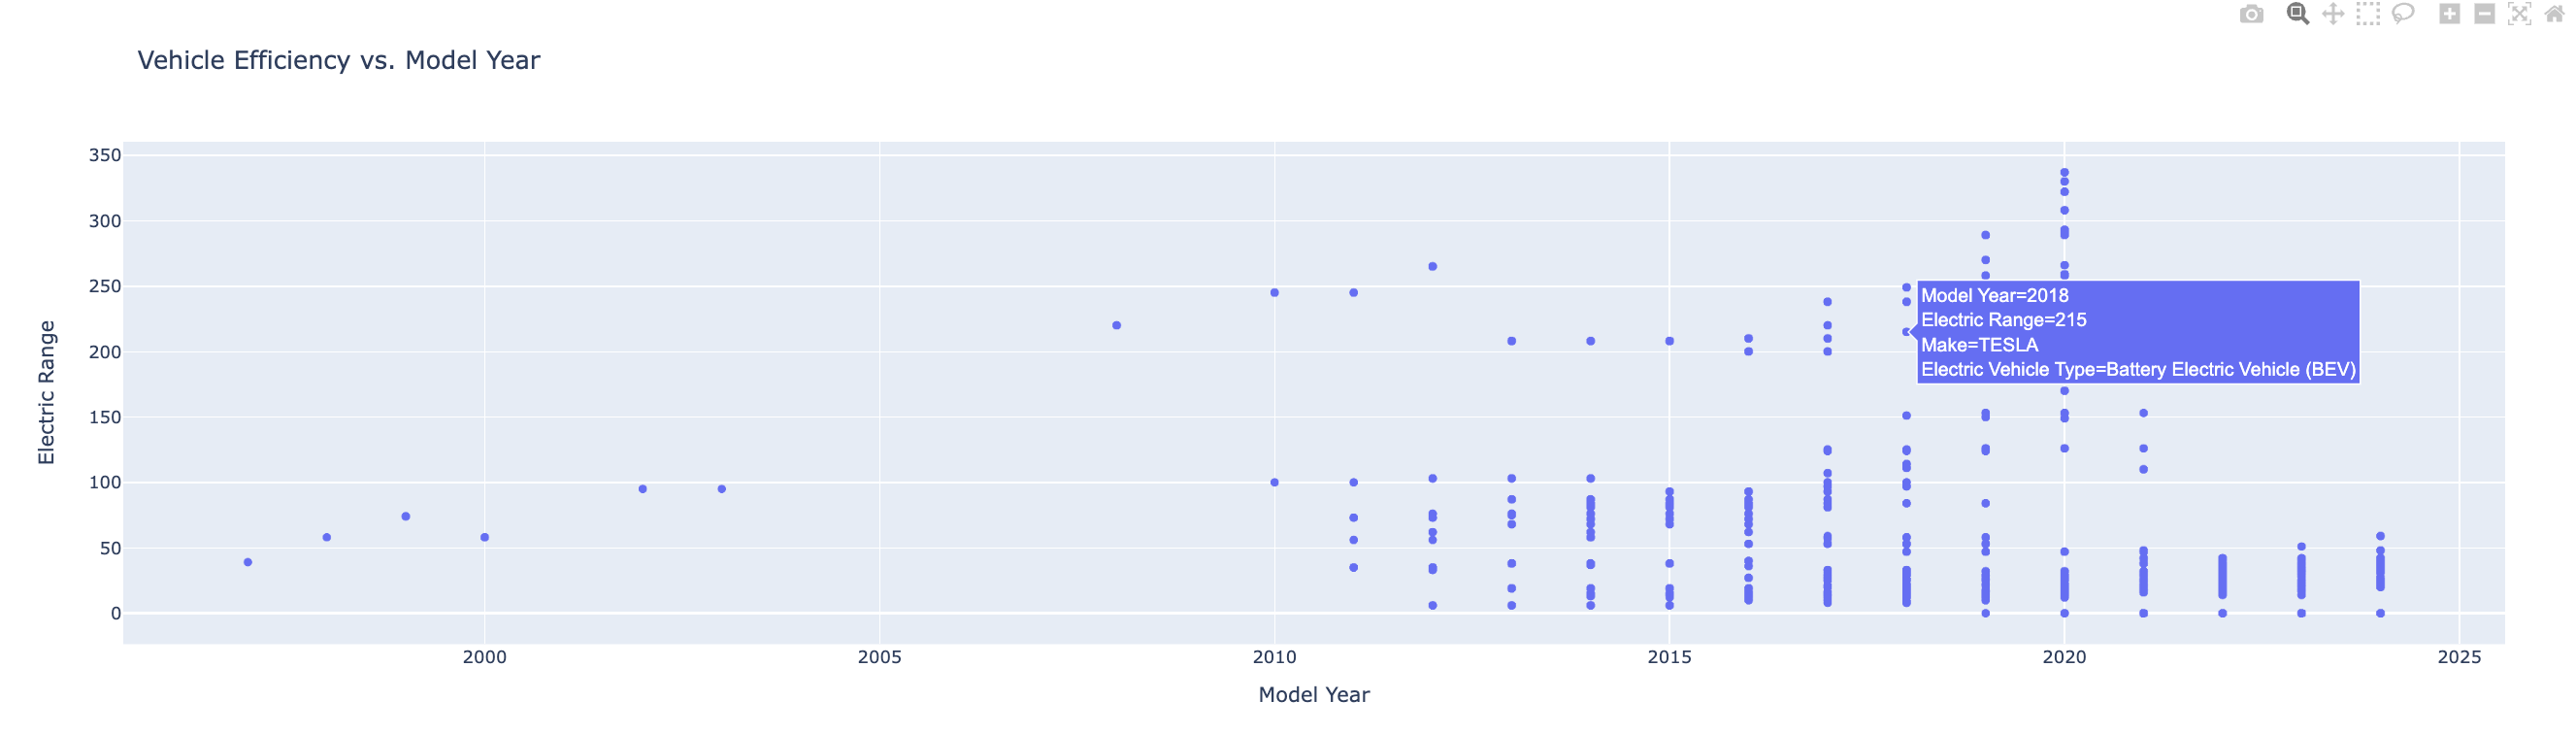 Vehicle Efficiency vs. Model Year
350
300
250
200
150
100
50
0
Electric Range
Model Year=2018
Electric Range=215
Make=TESLA
Electric Vehicle Type=Battery Electric Vehicle (BEV)
2000
2005
2010
2015
2020
2025
Model Year